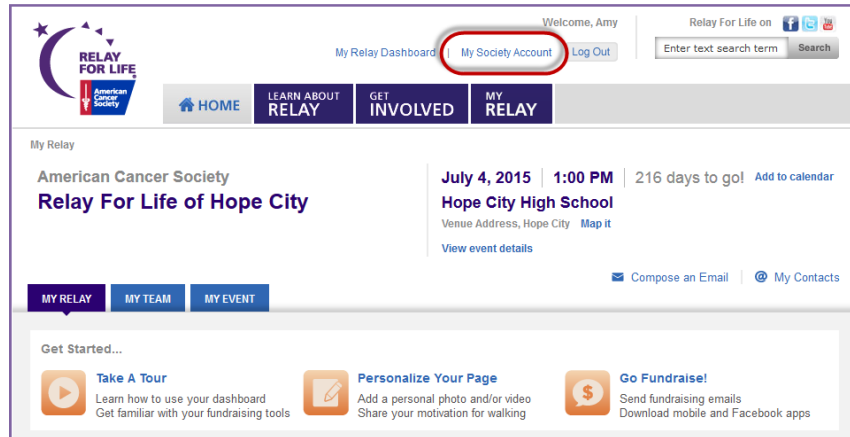 Welcome, Amy
Relay For Life on
My Relay Dashboard | My Society Account Log Out
Enter text search term Search
RELAY
FOR LIFE
American
Cancer
Society
HOME
LEARN ABOUT
RELAY
GET
INVOLVED
MY
RELAY
My Relay
American Cancer Society
Relay For Life of Hope City
July 4, 2015 | 1:00 PM | 216 days to go! Add to calendar
Hope City High School
Venue Address, Hope City Map it
View event details
Compose an Email @ My Contacts
MY RELAY MY TEAM MY EVENT
Get Started...
Take A Tour
Learn how to use your dashboard
Get familiar with your fundraising tools
Personalize Your Page
Add a personal photo and/or video
Share your motivation for walking
$
Go Fundraise!
Send fundraising emails
Download mobile and Facebook apps